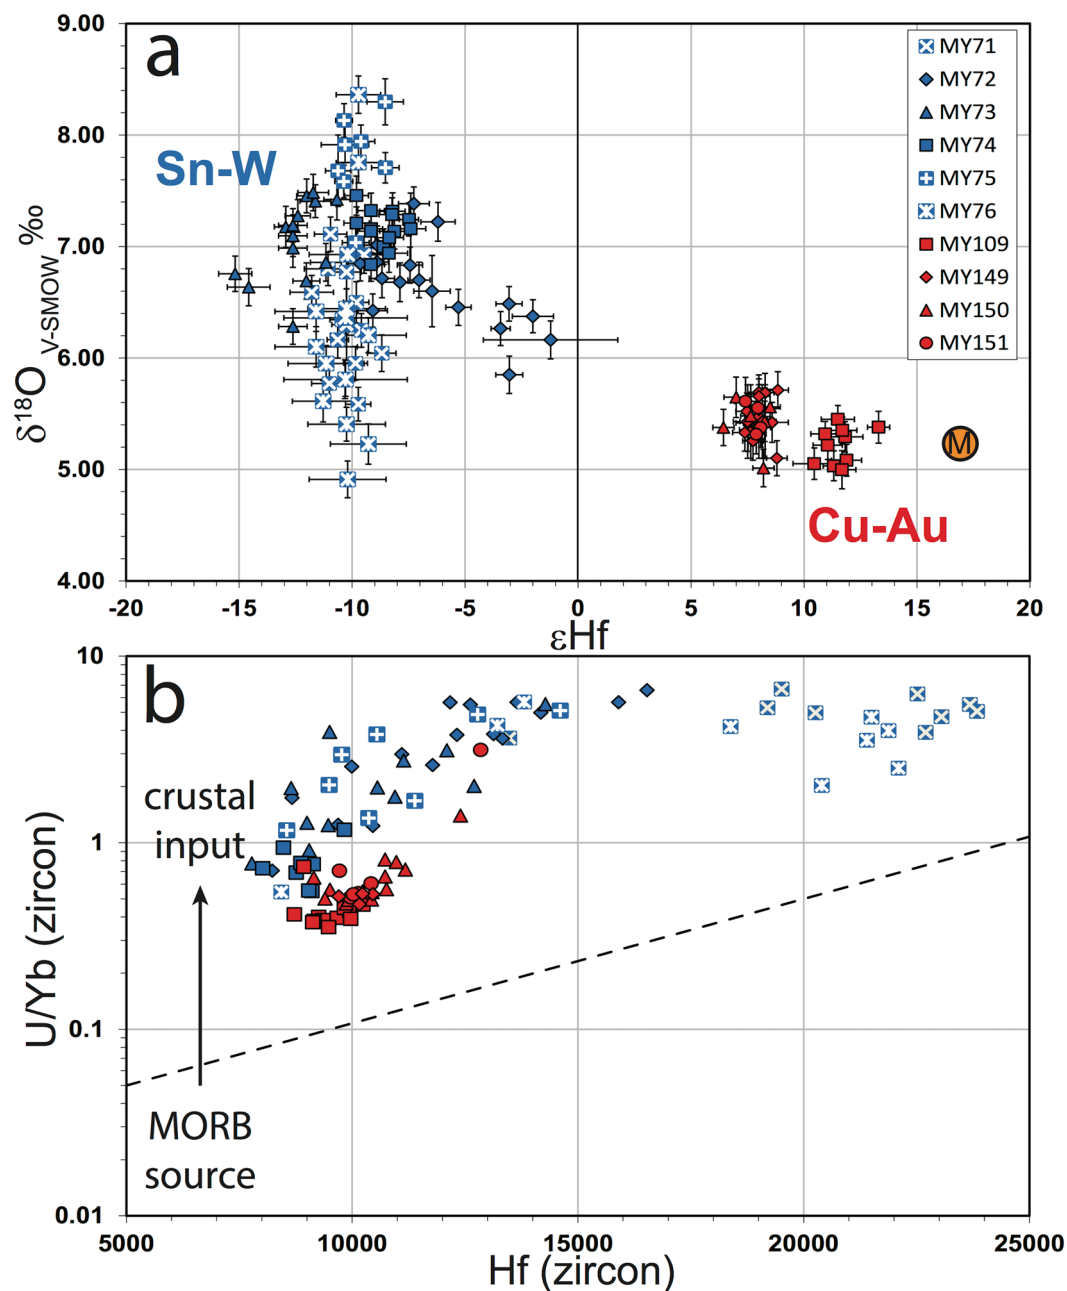 a
9.00
8.00
7.00
6.00
5.00
4.00
δ18O V-SMOW‰
Sn-W
Cu-Au
M
MY71
MY72
MY73
MY74
MY75
MY76
MY109
MY149
MY150
MY151
-20 -15 -10 -5 0 5 10 15 20
εHf
b
10
1
0.1
0.01
U/Yb (zircon)
crustal
input
MORB
source
5000 10000 15000 20000 25000
Hf (zircon)